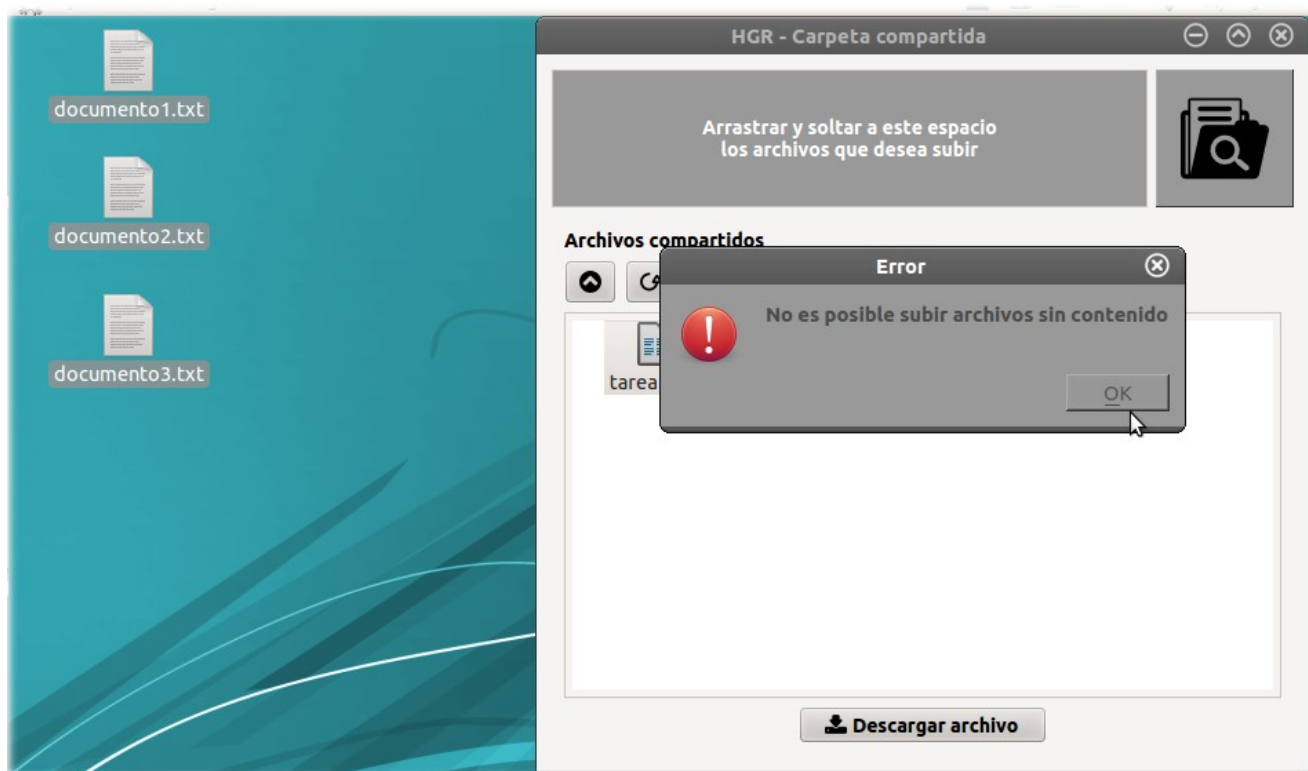 HGR - Carpeta compartida
documento1.txt
Arrastrar y soltar a este espacio
los archivos que desea subir
documento2.txt
Archivos compartidos
Error
No es posible subir archivos sin contenido
OK
tarea
documento3.txt
Descargar archivo